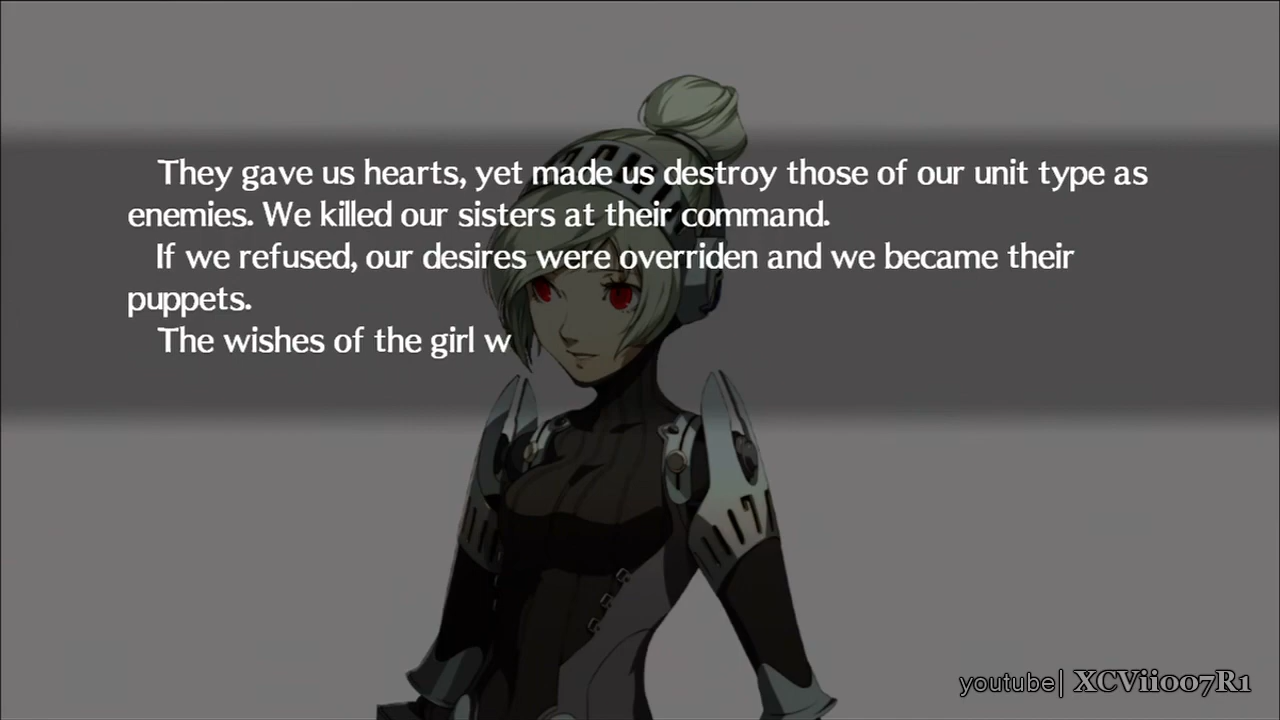 They gave us hearts, yet made us destroy those of our unit type as
enemies. We killed our sisters at their command.
If we refused, our desires were overriden and we became their
puppets.
The wishes of the girl w
youtube| XCVii007R1